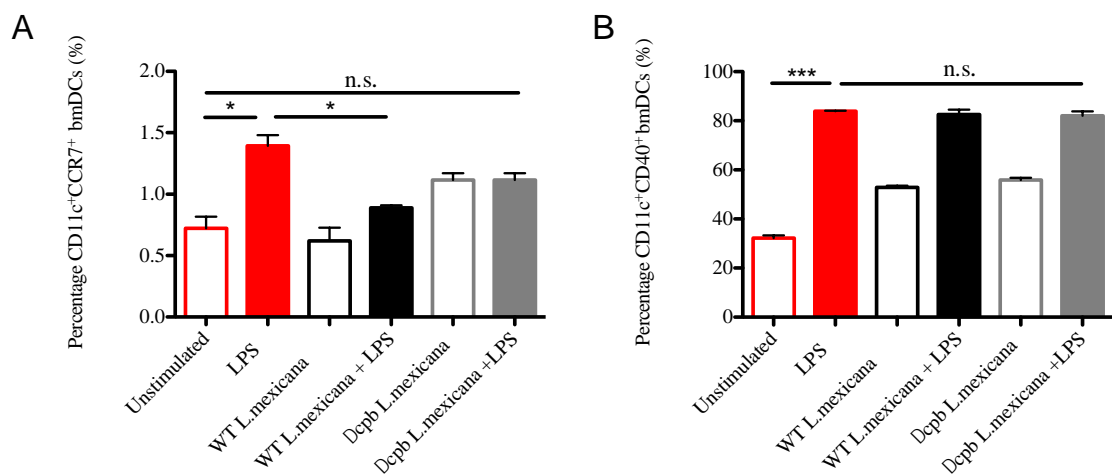 A
Percentage CD11c⁺CCR7⁺ bmDCs (%)
2.0
1.5
1.0
0.5
0.0
n.s.
*
*
Unstimulated
LPS
WT L.mexicana
WT L.mexicana + LPS
Dcpb L.mexicana
Dcpb L.mexicana +LPS
B
Percentage CD11c⁺CD40⁺ bmDCs (%)
100
80
60
40
20
0
***
n.s.
Unstimulated
LPS
WT L.mexicana
WT L.mexicana + LPS
Dcpb L.mexicana
Dcpb L.mexicana +LPS